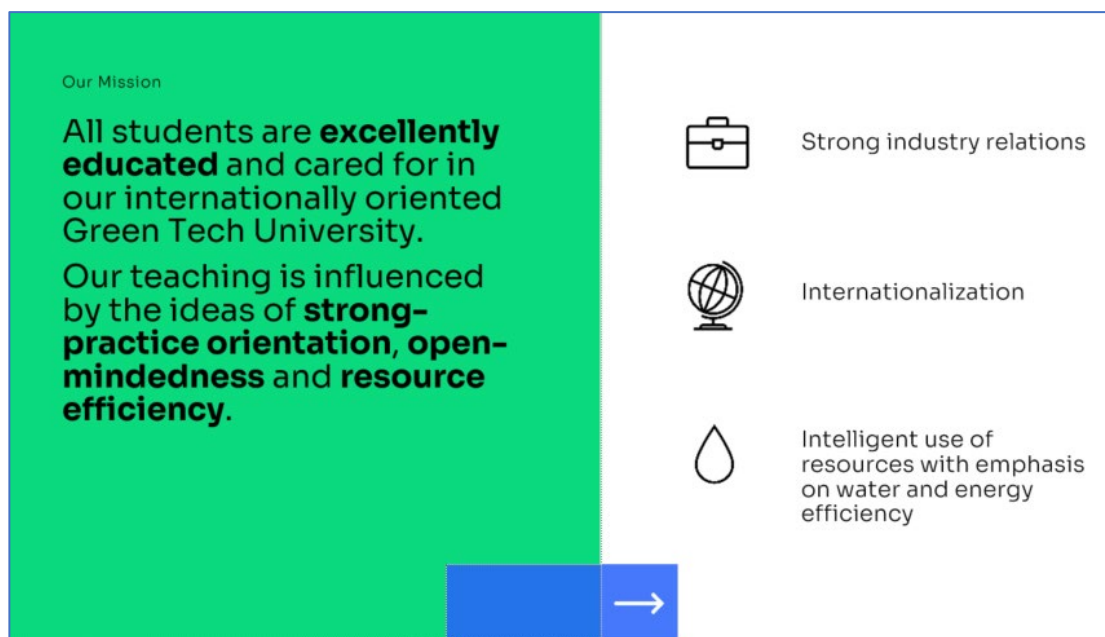 Our Mission
All students are excellently
educated and cared for in
our internationally oriented
Green Tech University.
Our teaching is influenced
by the ideas of strong-
practice orientation, open-
mindedness and resource
efficiency.
Strong industry relations
Internationalization
Intelligent use of
resources with emphasis
on water and energy
efficiency